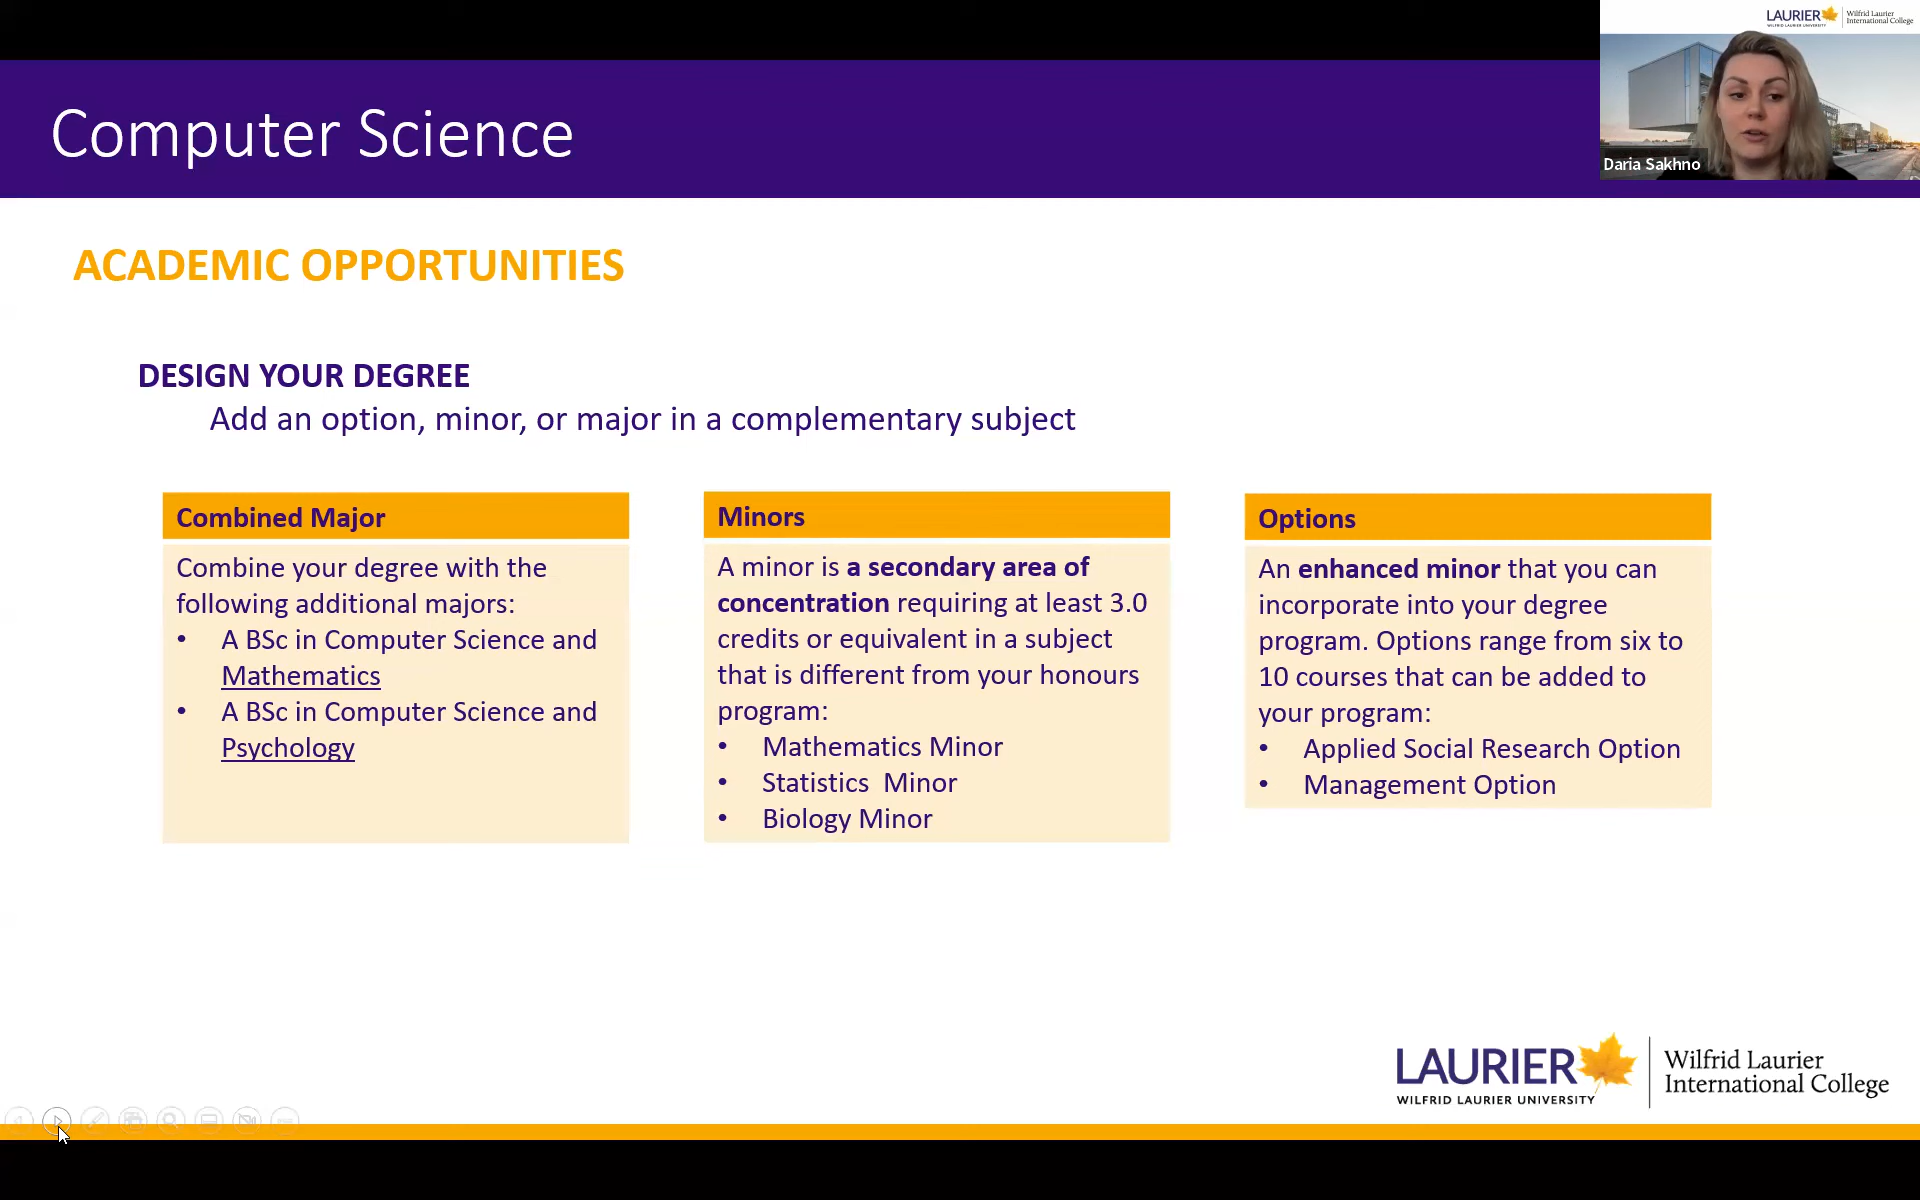 LAURIER
WILFRID LAURIER UNIVERSITY
Wilfrid Laurier
International College
Daria Sakhno
Computer Science
ACADEMIC OPPORTUNITIES
DESIGN YOUR DEGREE
Add an option, minor, or major in a complementary subject
Combined Major
Combine your degree with the
following additional majors:
• A BSc in Computer Science and
Mathematics
• A BSc in Computer Science and
Psychology
Minors
A minor is a secondary area of
concentration requiring at least 3.0
credits or equivalent in a subject
that is different from your honours
program:
• Mathematics Minor
• Statistics  Minor
• Biology Minor
Options
An enhanced minor that you can
incorporate into your degree
program. Options range from six to
10 courses that can be added to
your program:
• Applied Social Research Option
• Management Option
LAURIER
WILFRID LAURIER UNIVERSITY
Wilfrid Laurier
International College